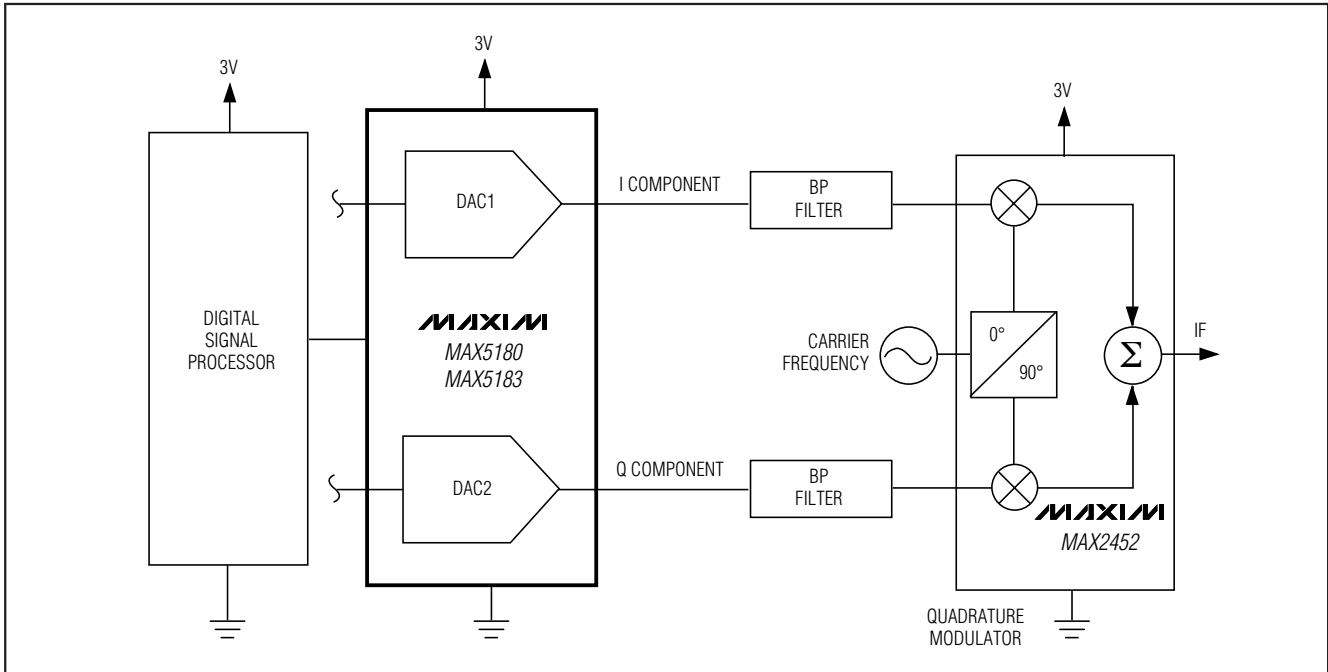 3V
3V
3V
DAC1
I COMPONENT
BP
FILTER
DIGITAL
SIGNAL
PROCESSOR
MAXIM
MAX5180
MAX5183
CARRIER
FREQUENCY
0°
90°
Σ
IF
DAC2
Q COMPONENT
BP
FILTER
MAXIM
MAX2452
QUADRATURE
MODULATOR